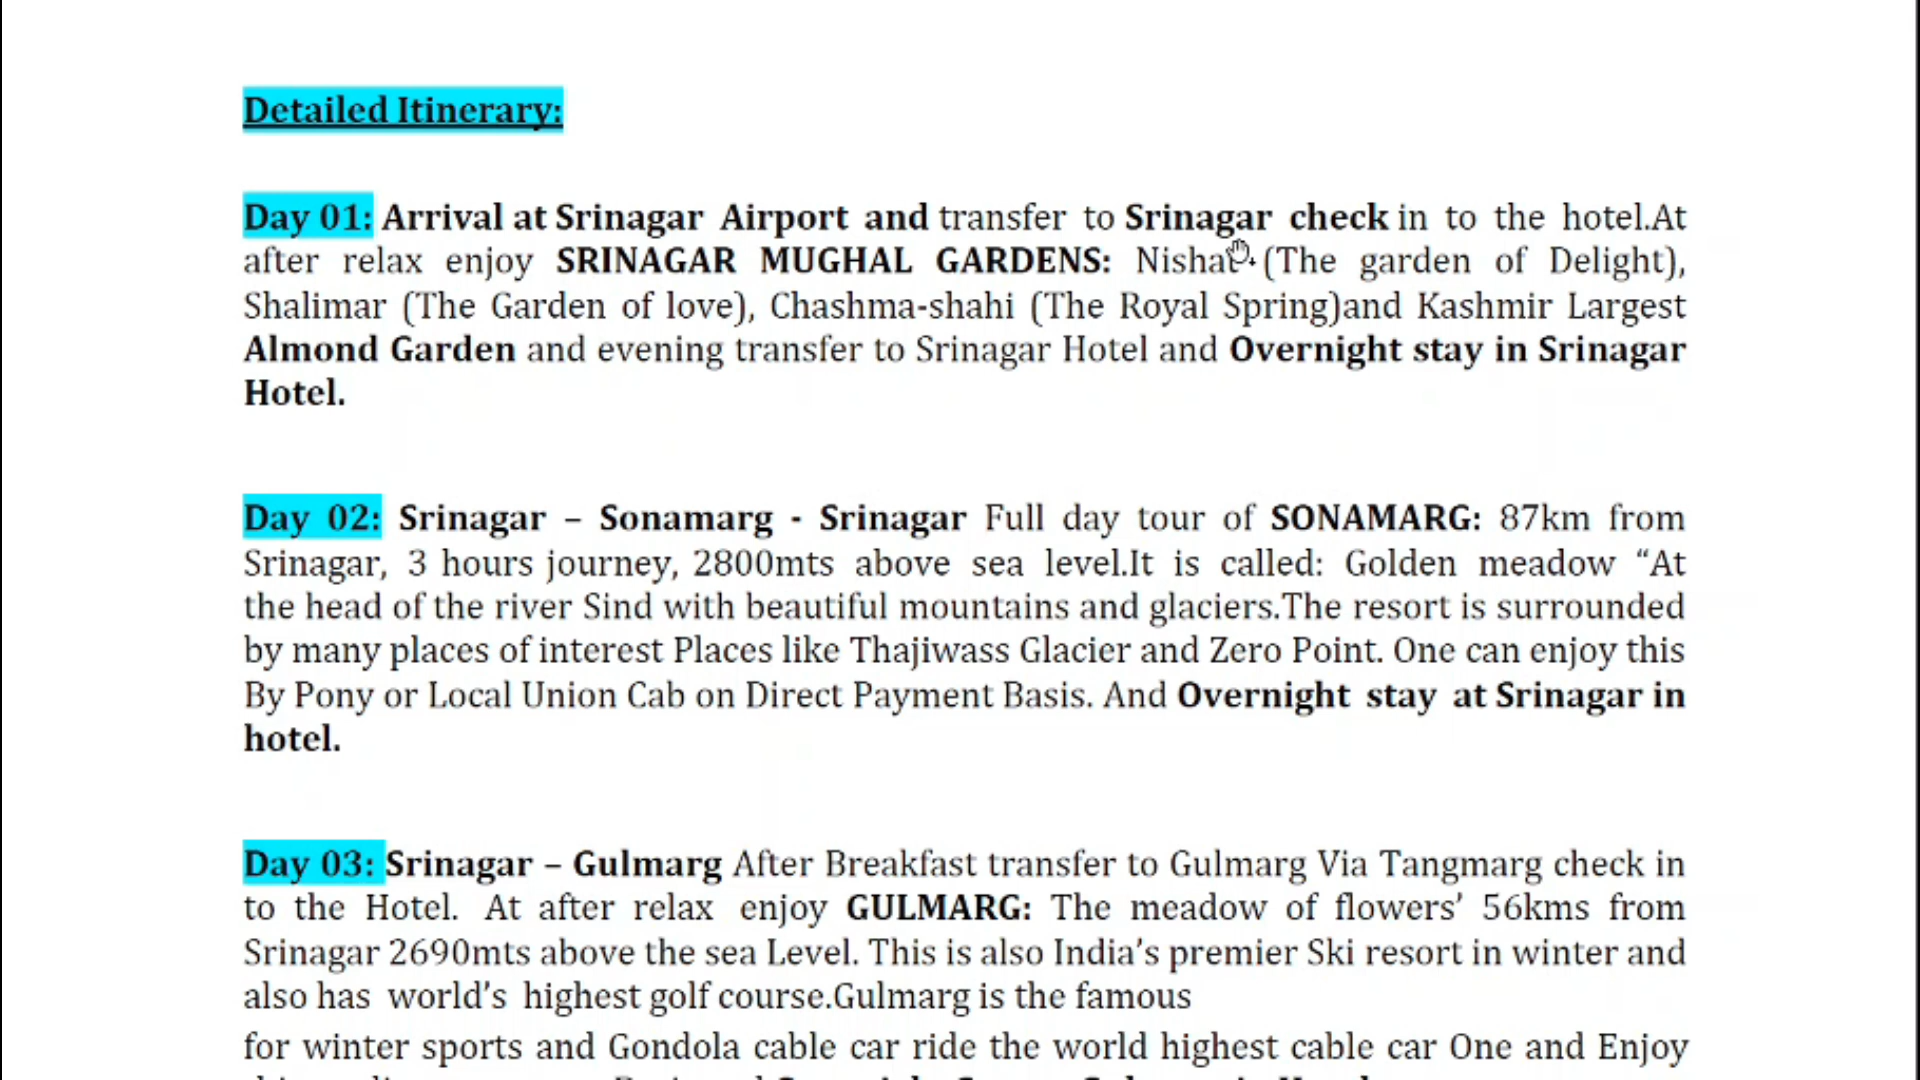 Detailed Itinerary:
Day 01: Arrival at Srinagar Airport and transfer to Srinagar check in to the hotel.At
after relax enjoy SRINAGAR MUGHAL GARDENS: Nishat (The garden of Delight),
Shalimar (The Garden of love), Chashma-shahi (The Royal Spring)and Kashmir Largest
Almond Garden and evening transfer to Srinagar Hotel and Overnight stay in Srinagar
Hotel.
Day 02: Srinagar – Sonamarg - Srinagar Full day tour of SONAMARG: 87km from
Srinagar, 3 hours journey, 2800mts above sea level.It is called: Golden meadow “At
the head of the river Sind with beautiful mountains and glaciers.The resort is surrounded
by many places of interest Places like Thajiwass Glacier and Zero Point. One can enjoy this
By Pony or Local Union Cab on Direct Payment Basis. And Overnight stay at Srinagar in
hotel.
Day 03: Srinagar – Gulmarg After Breakfast transfer to Gulmarg Via Tangmarg check in
to the Hotel. At after relax enjoy GULMARG: The meadow of flowers’ 56kms from
Srinagar 2690mts above the sea Level. This is also India’s premier Ski resort in winter and
also has world’s highest golf course.Gulmarg is the famous
for winter sports and Gondola cable car ride the world highest cable car One and Enjoy